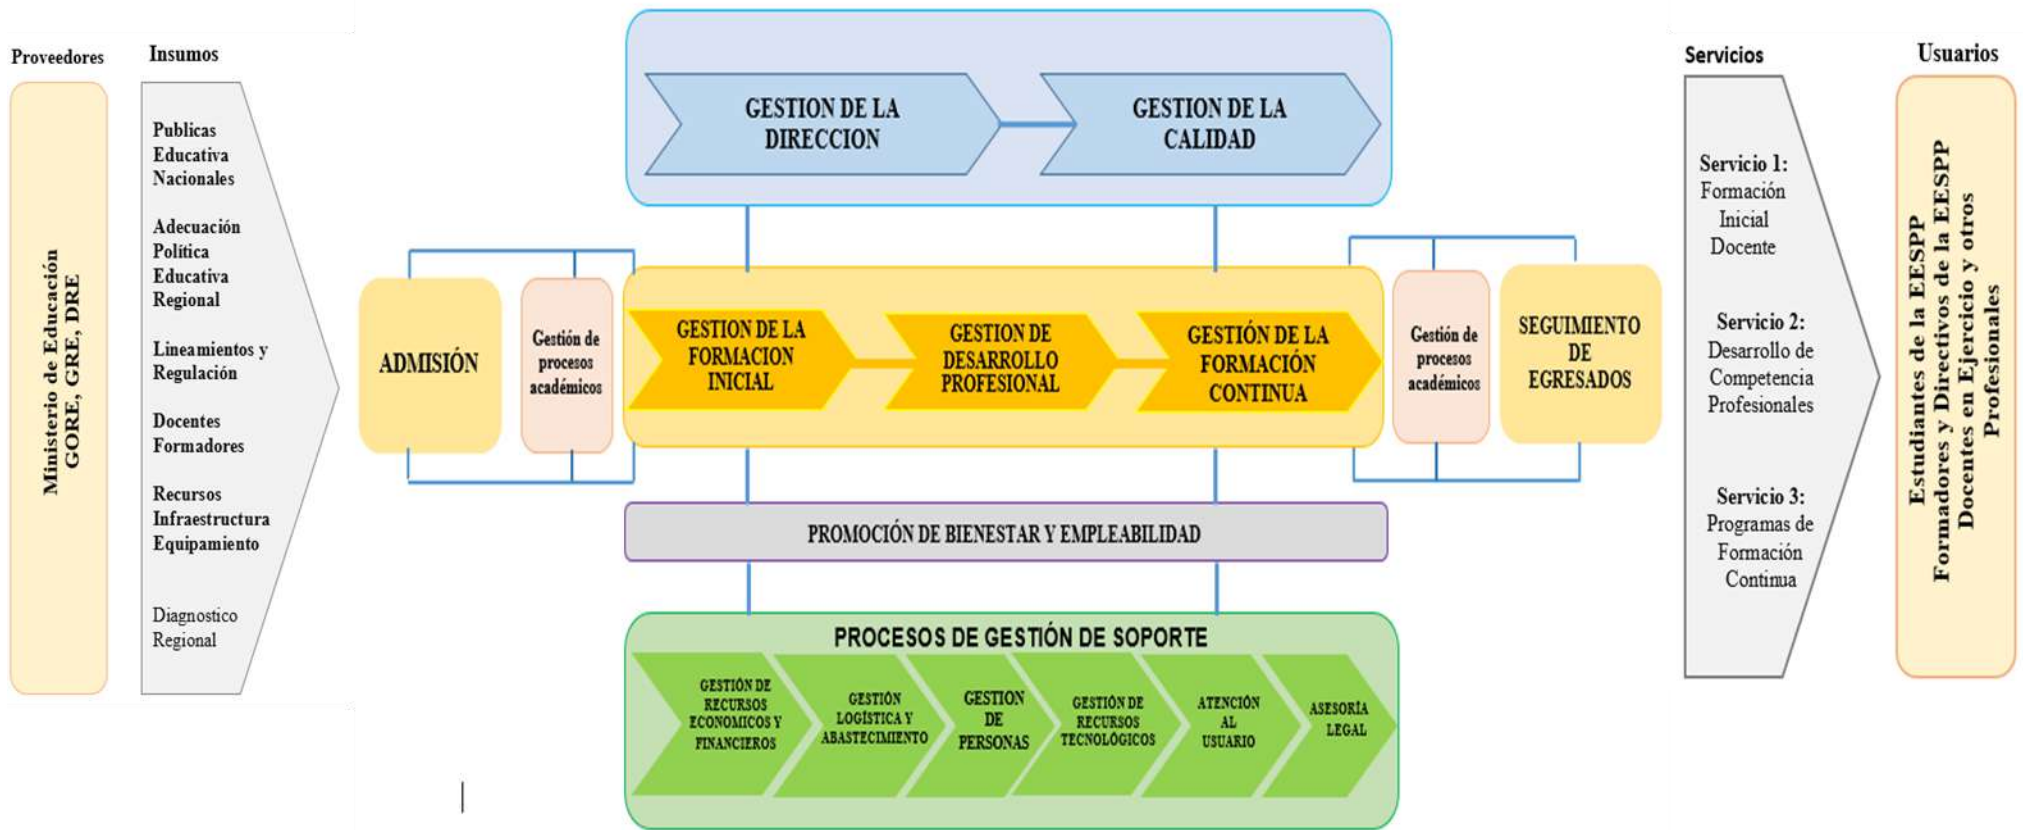 Proveedores
Ministerio de Educación
GORE, GRE, DRE
Insumos
Publicas
Educativa
Nacionales
Adecuación
Política
Educativa
Regional
Lineamientos y
Regulación
Docentes
Formadores
Recursos
Infraestructura
Equipamiento
Diagnostico
Regional
GESTION DE LA
DIRECCION
GESTION DE LA
CALIDAD
ADMISIÓN
Gestión de
procesos
académicos
GESTION DE LA
FORMACION
INICIAL
GESTION DE
DESARROLLO
PROFESIONAL
GESTIÓN DE LA
FORMACIÓN
CONTINUA
Gestión de
procesos
académicos
SEGUIMIENTO
DE
EGRESADOS
PROMOCIÓN DE BIENESTAR Y EMPLEABILIDAD
PROCESOS DE GESTIÓN DE SOPORTE
GESTIÓN DE
RECURSOS
ECONOMICOS Y
FINANCIEROS
GESTIÓN
LOGÍSTICA Y
ABASTECIMIENTO
GESTION
DE
PERSONAS
GESTIÓN DE
RECURSOS
TECNOLÓGICOS
ATENCIÓN
AL
USUARIO
ASESORÍA
LEGAL
Servicios
Servicio 1:
Formación
Inicial
Docente
Servicio 2:
Desarrollo de
Competencia
Profesionales
Servicio 3:
Programas de
Formación
Continua
Usuarios
Estudiantes de la EESPP
Formadores y Directivos de la EESPP
Docentes en Ejercicio y otros
Profesionales